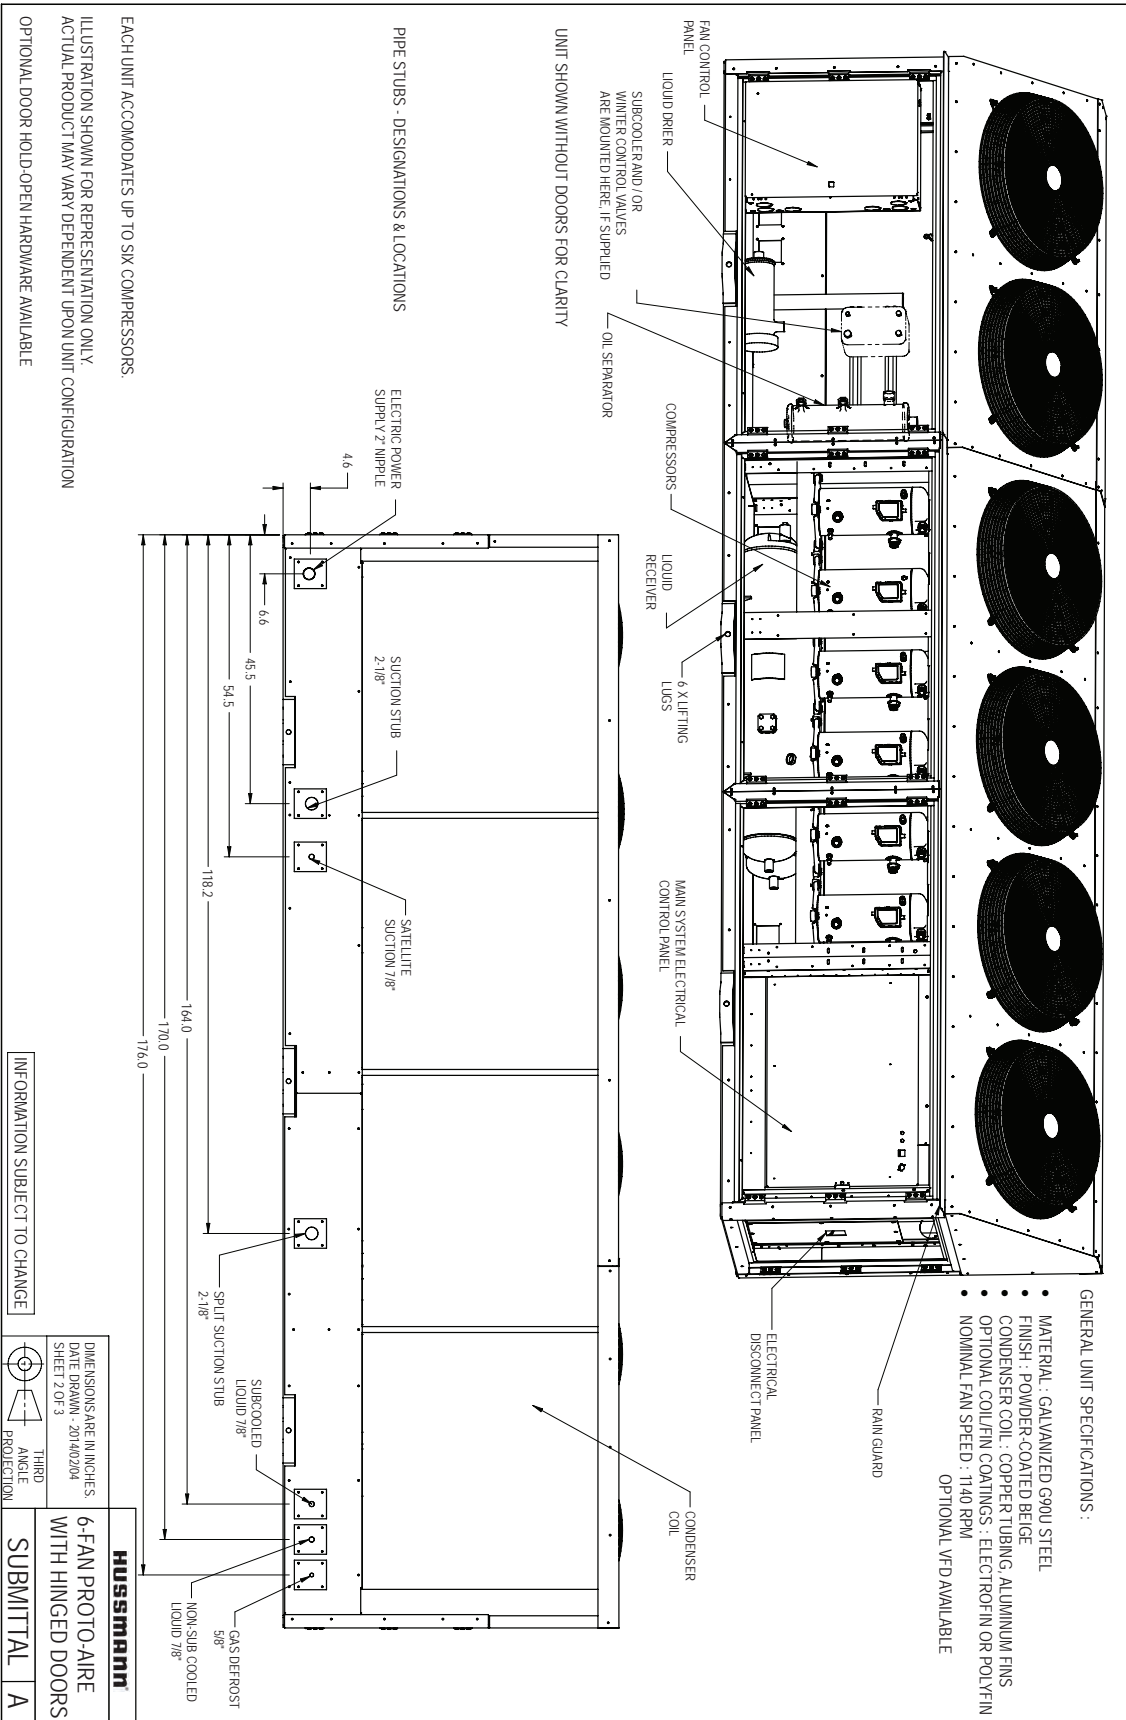 GENERAL UNIT SPECIFICATIONS :
• MATERIAL : GALVANIZED G90U STEEL
• FINISH : POWDER-COATED BEIGE
• CONDENSER COIL : COPPER TUBING, ALUMINUM FINS
• OPTIONAL COIL/FIN COATINGS : ELECTROFIN OR POLYFIN
• NOMINAL FAN SPEED : 1140 RPM
OPTIONAL VFD AVAILABLE
FAN CONTROL
PANEL
LIQUID DRIER
SUBCOOLER AND / OR
WINTER CONTROL VALVES
ARE MOUNTED HERE, IF SUPPLIED
OIL SEPARATOR
COMPRESSORS
LIQUID
RECEIVER
6 X LIFTING
LUGS
MAIN SYSTEM ELECTRICAL
CONTROL PANEL
ELECTRICAL
DISCONNECT PANEL
RAIN GUARD
UNIT SHOWN WITHOUT DOORS FOR CLARITY
PIPE STUBS - DESIGNATIONS & LOCATIONS
ELECTRIC POWER
SUPPLY 2" NIPPLE
SUCTION STUB
2-1/8"
SATELLITE
SUCTION 7/8"
SPLIT SUCTION STUB
2-1/8"
SUBCOOLED
LIQUID 7/8"
CONDENSER
COIL
GAS DEFROST
5/8"
NON-SUB COOLED
LIQUID 7/8"
4.6
6.6
45.5
54.5
118.2
164.0
170.0
176.0
EACH UNIT ACCOMODATES UP TO SIX COMPRESSORS.
ILLUSTRATION SHOWN FOR REPRESENTATION ONLY.
ACTUAL PRODUCT MAY VARY DEPENDENT UPON UNIT CONFIGURATION
OPTIONAL DOOR HOLD-OPEN HARDWARE AVAILABLE
INFORMATION SUBJECT TO CHANGE
DIMENSIONS ARE IN INCHES.
DATE DRAWN - 2014/02/04
SHEET 2 OF 3
THIRD
ANGLE
PROJECTION
HUSSMANN
6-FAN PROTO-AIRE
WITH HINGED DOORS
SUBMITTAL A